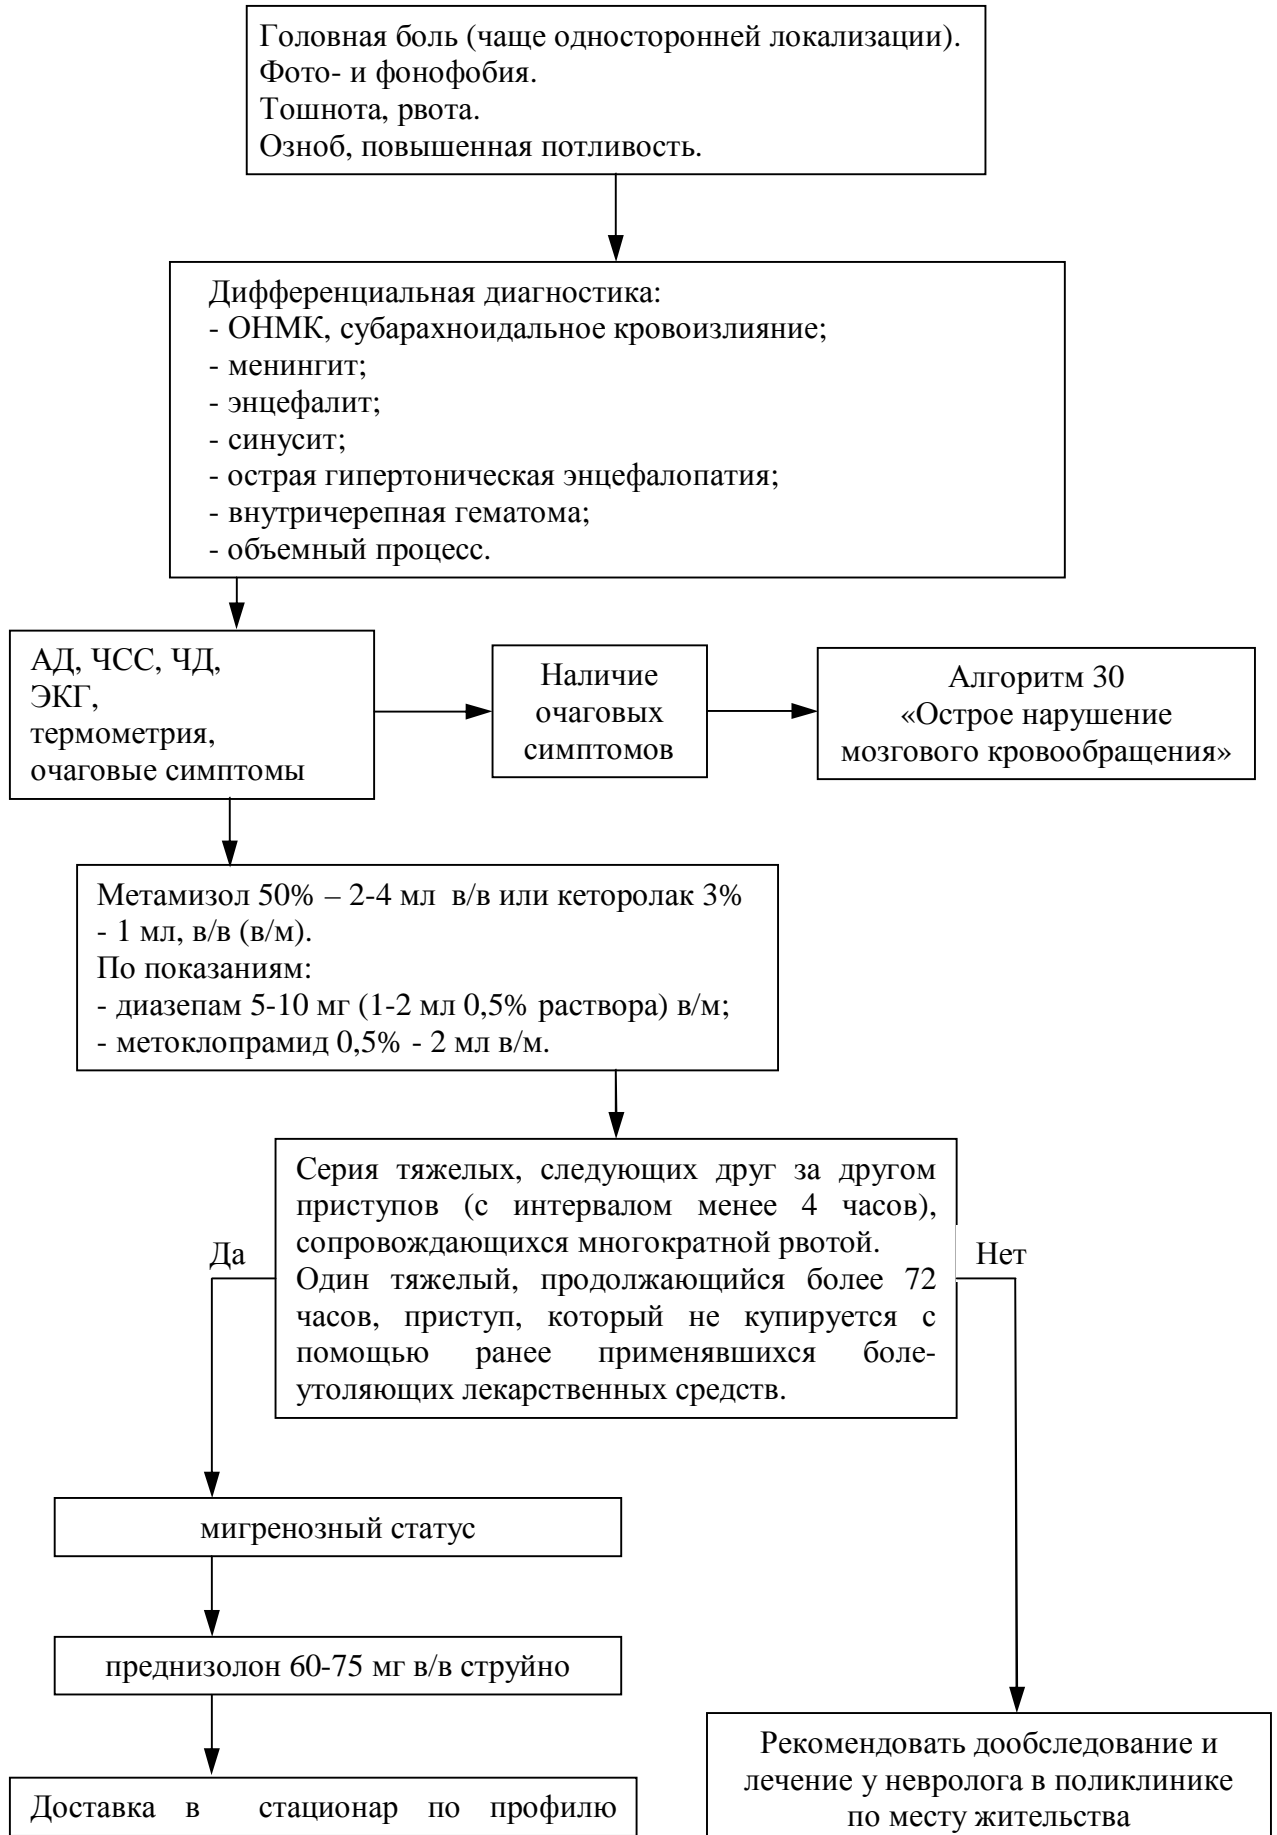 Головная боль (чаще односторонней локализации).
Фото- и фонофобия.
Тошнота, рвота.
Озноб, повышенная потливость.
Дифференциальная диагностика:
- ОНМК, субарахноидальное кровоизлияние;
- менингит;
- энцефалит;
- синусит;
- острая гипертоническая энцефалопатия;
- внутричерепная гематома;
- объемный процесс.
АД, ЧСС, ЧД,
ЭКГ,
термометрия,
очаговые симптомы
Наличие
очаговых
симптомов
Алгоритм 30
«Острое нарушение
мозгового кровообращения»
Метамизол 50% – 2-4 мл в/в или кеторолак 3%
- 1 мл, в/в (в/м).
По показаниям:
- диазепам 5-10 мг (1-2 мл 0,5% раствора) в/м;
- метоклопрамид 0,5% - 2 мл в/м.
Серия тяжелых, следующих друг за другом
приступов (с интервалом менее 4 часов),
сопровождающихся многократной рвотой.
Один тяжелый, продолжающийся более 72
часов, приступ, который не купируется с
помощью ранее применявшихся боле-
утоляющих лекарственных средств.
Да
Нет
мигренозный статус
преднизолон 60-75 мг в/в струйно
Доставка в стационар по профилю
Рекомендовать дообследование и
лечение у невролога в поликлинике
по месту жительства